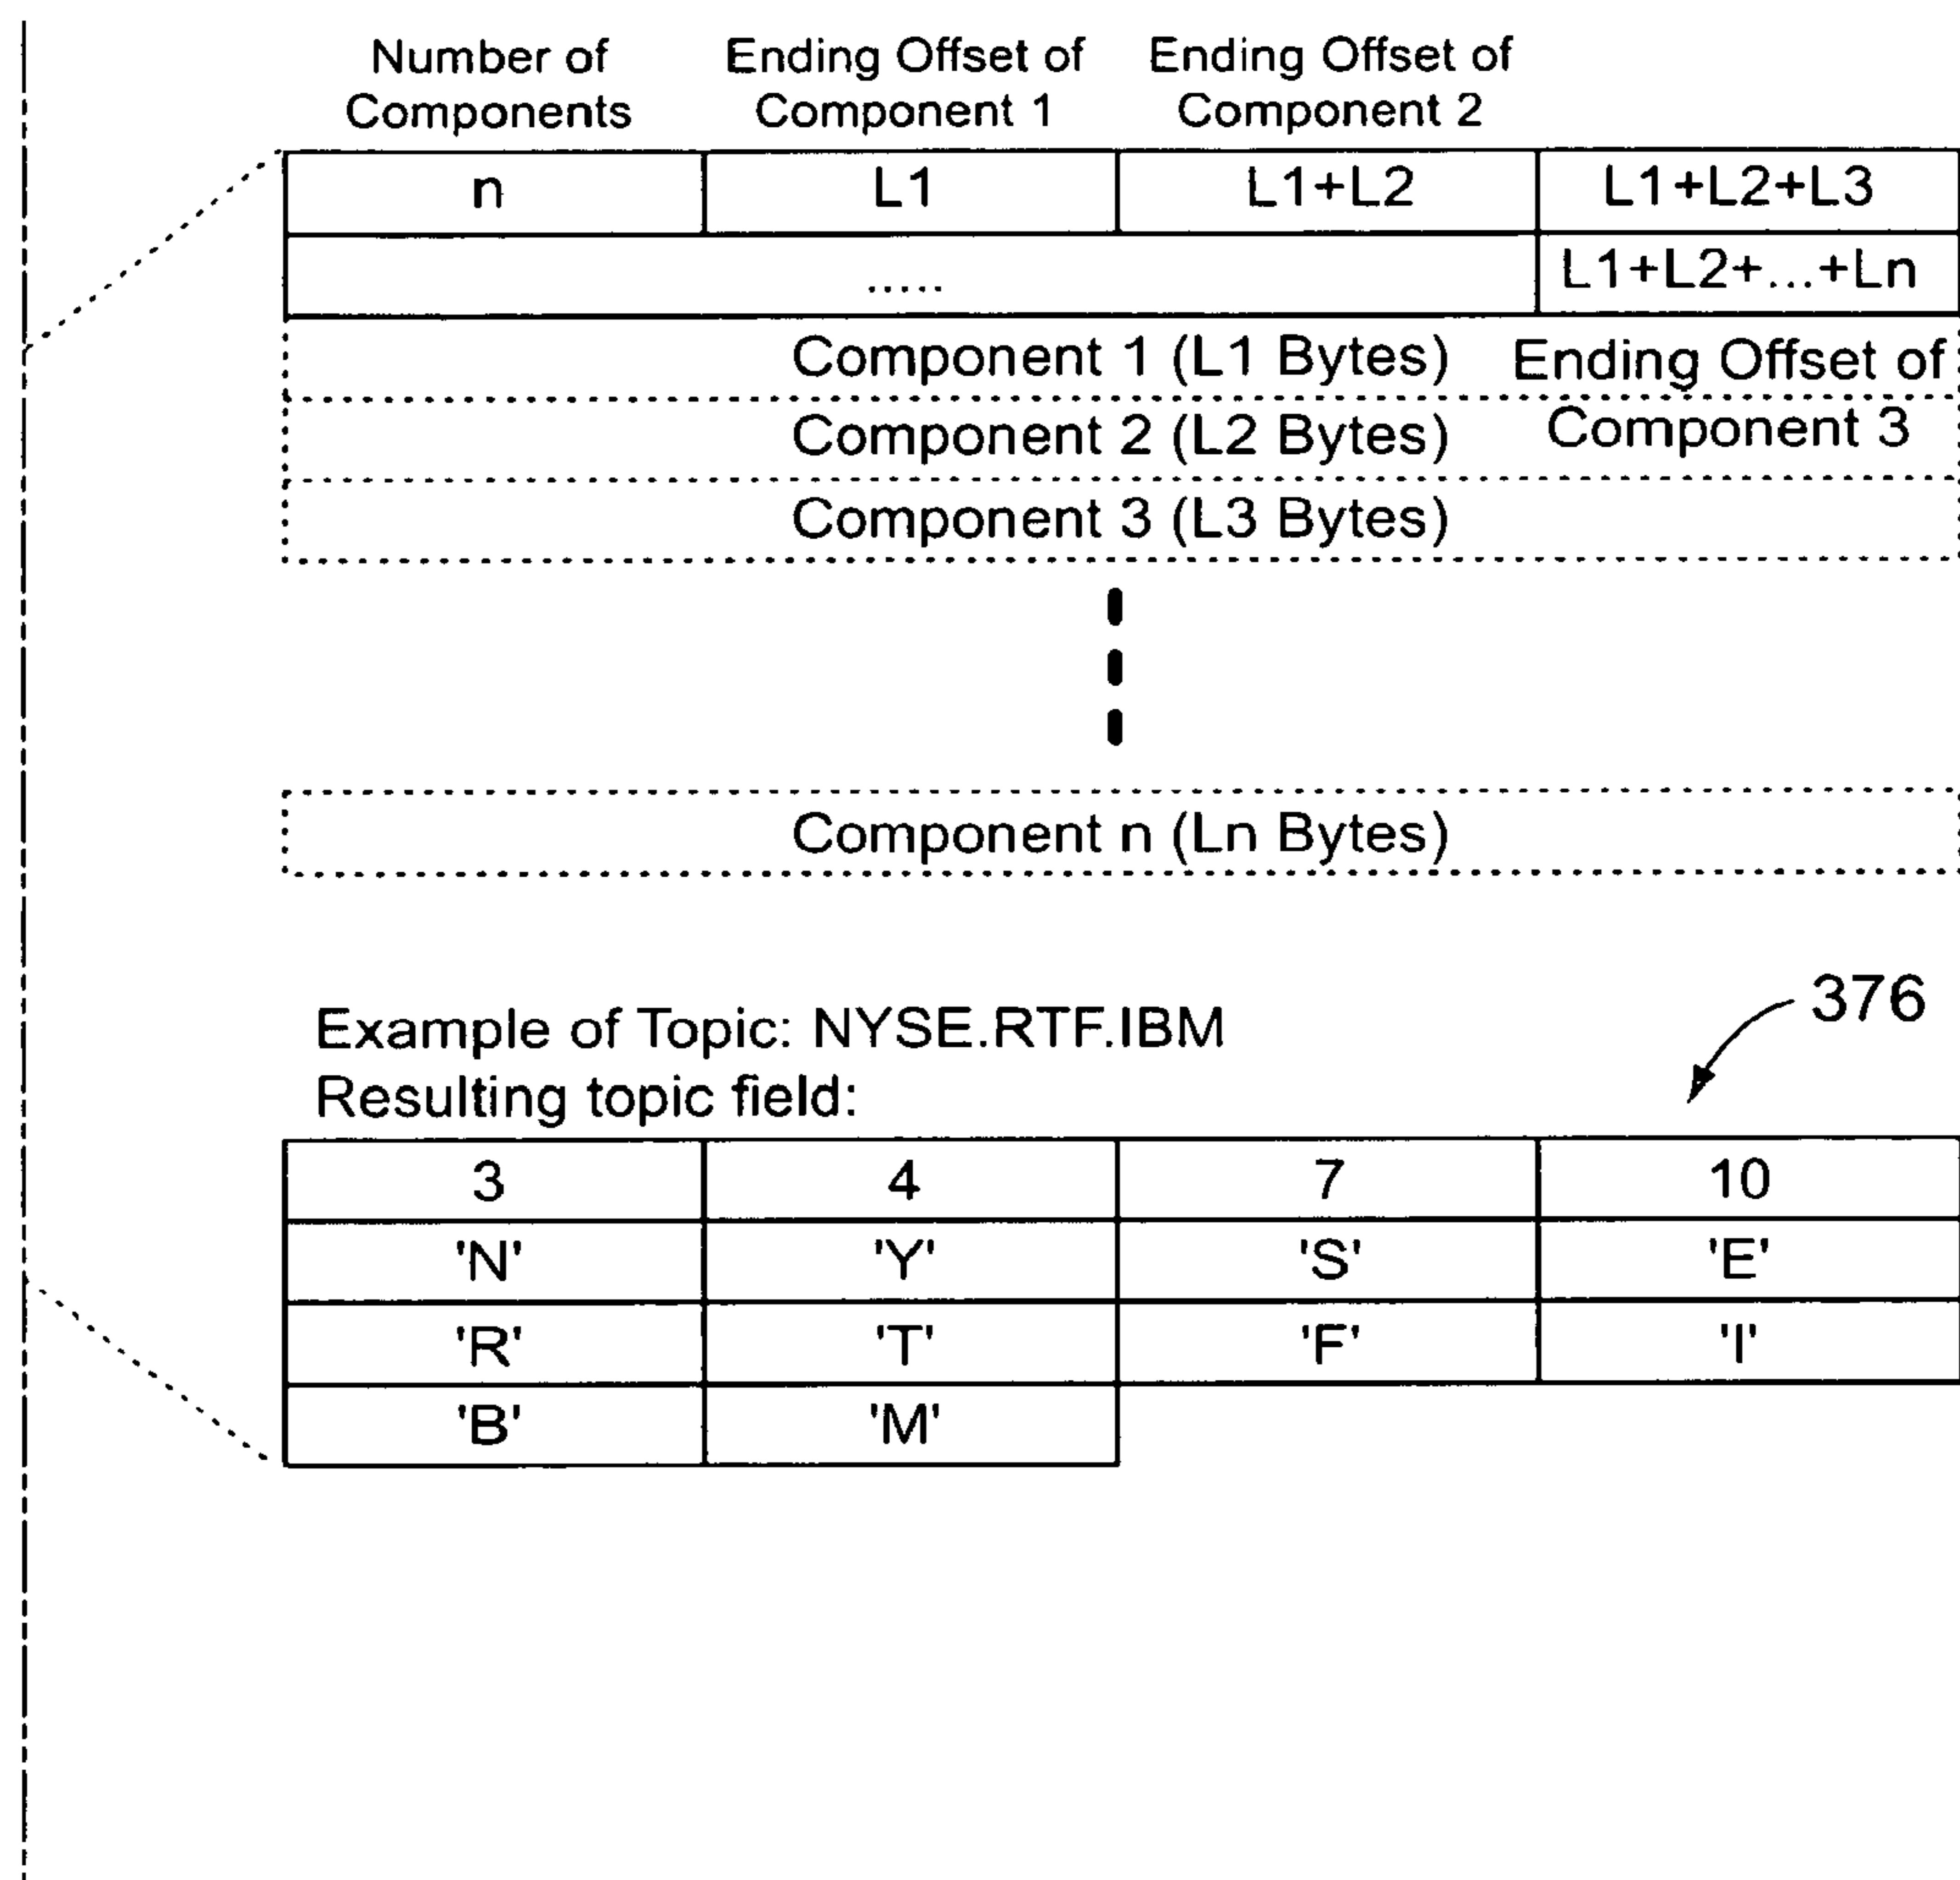 Number of Components
Ending Offset of Component 1
Ending Offset of Component 2
n L1 L1+L2 L1+L2+L3
..... L1+L2+...+Ln
Component 1 (L1 Bytes)
Ending Offset of Component 3
Component 2 (L2 Bytes)
Component 3 (L3 Bytes)
Component n (Ln Bytes)
376
Example of Topic: NYSE.RTF.IBM
Resulting topic field:
3 4 7 10
'N' 'Y' 'S' 'E'
'R' 'T' 'F' 'I'
'B' 'M'